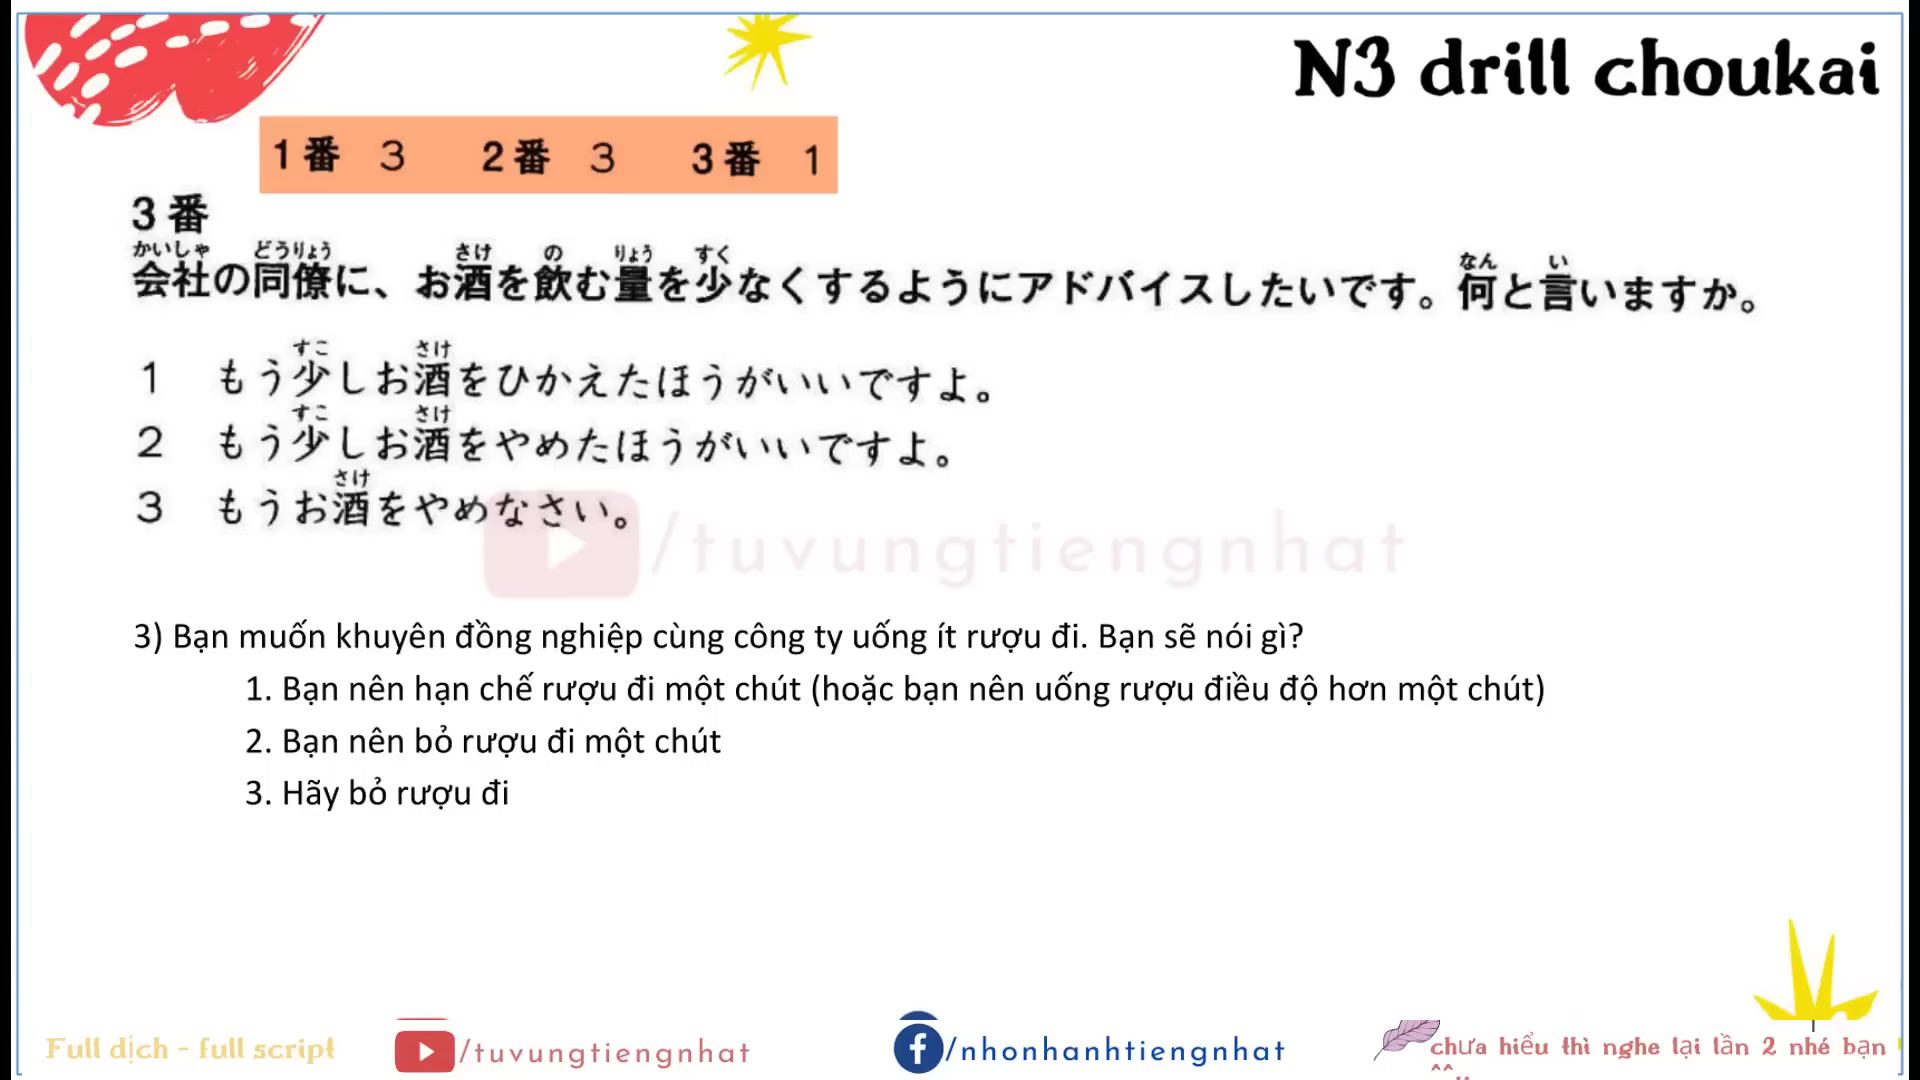 N3 drill choukai
1番 3 2番 3 3番 1
3番
かいしゃ どうりょう さけ の りょう すく なん い
会社の同僚に、お酒を飲む量を少なくするようにアドバイスしたいです。何と言いますか。
すこ さけ
1 もう少しお酒をひかえたほうがいいですよ。
すこ さけ
2 もう少しお酒をやめたほうがいいですよ。
さけ
3 もうお酒をやめなさい。
/tuvungtiengnhat
3) Bạn muốn khuyên đồng nghiệp cùng công ty uống ít rượu đi. Bạn sẽ nói gì?
1. Bạn nên hạn chế rượu đi một chút (hoặc bạn nên uống rượu điều độ hơn một chút)
2. Bạn nên bỏ rượu đi một chút
3. Hãy bỏ rượu đi
Full dịch - full script
/tuvungtiengnhat
/nhonhanhtiengnhat
chưa hiểu thì nghe lại lần 2 nhé bạn